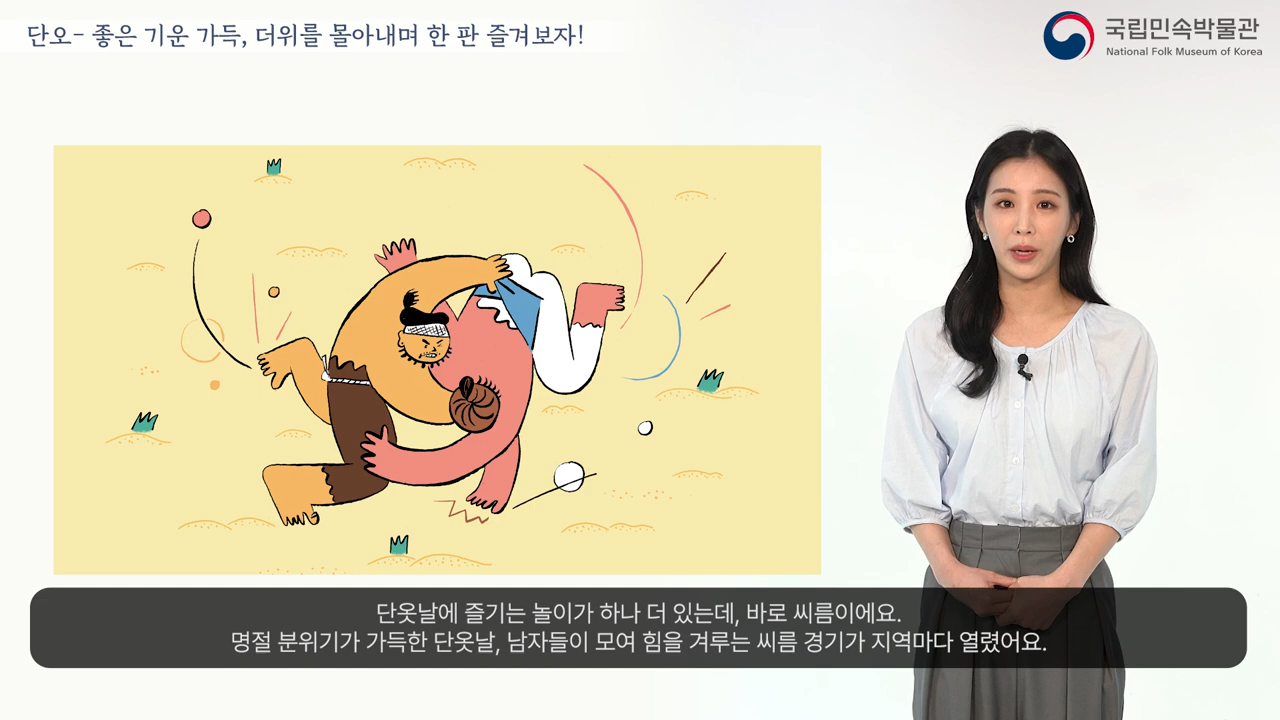 단오- 좋은 기운 가득, 더위를 몰아내며 한 판 즐겨보자!
국립민속박물관
National Folk Museum of Korea
단옷날에 즐기는 놀이가 하나 더 있는데, 바로 씨름이에요.
명절 분위기가 가득한 단옷날, 남자들이 모여 힘을 겨루는 씨름 경기가 지역마다 열렸어요.